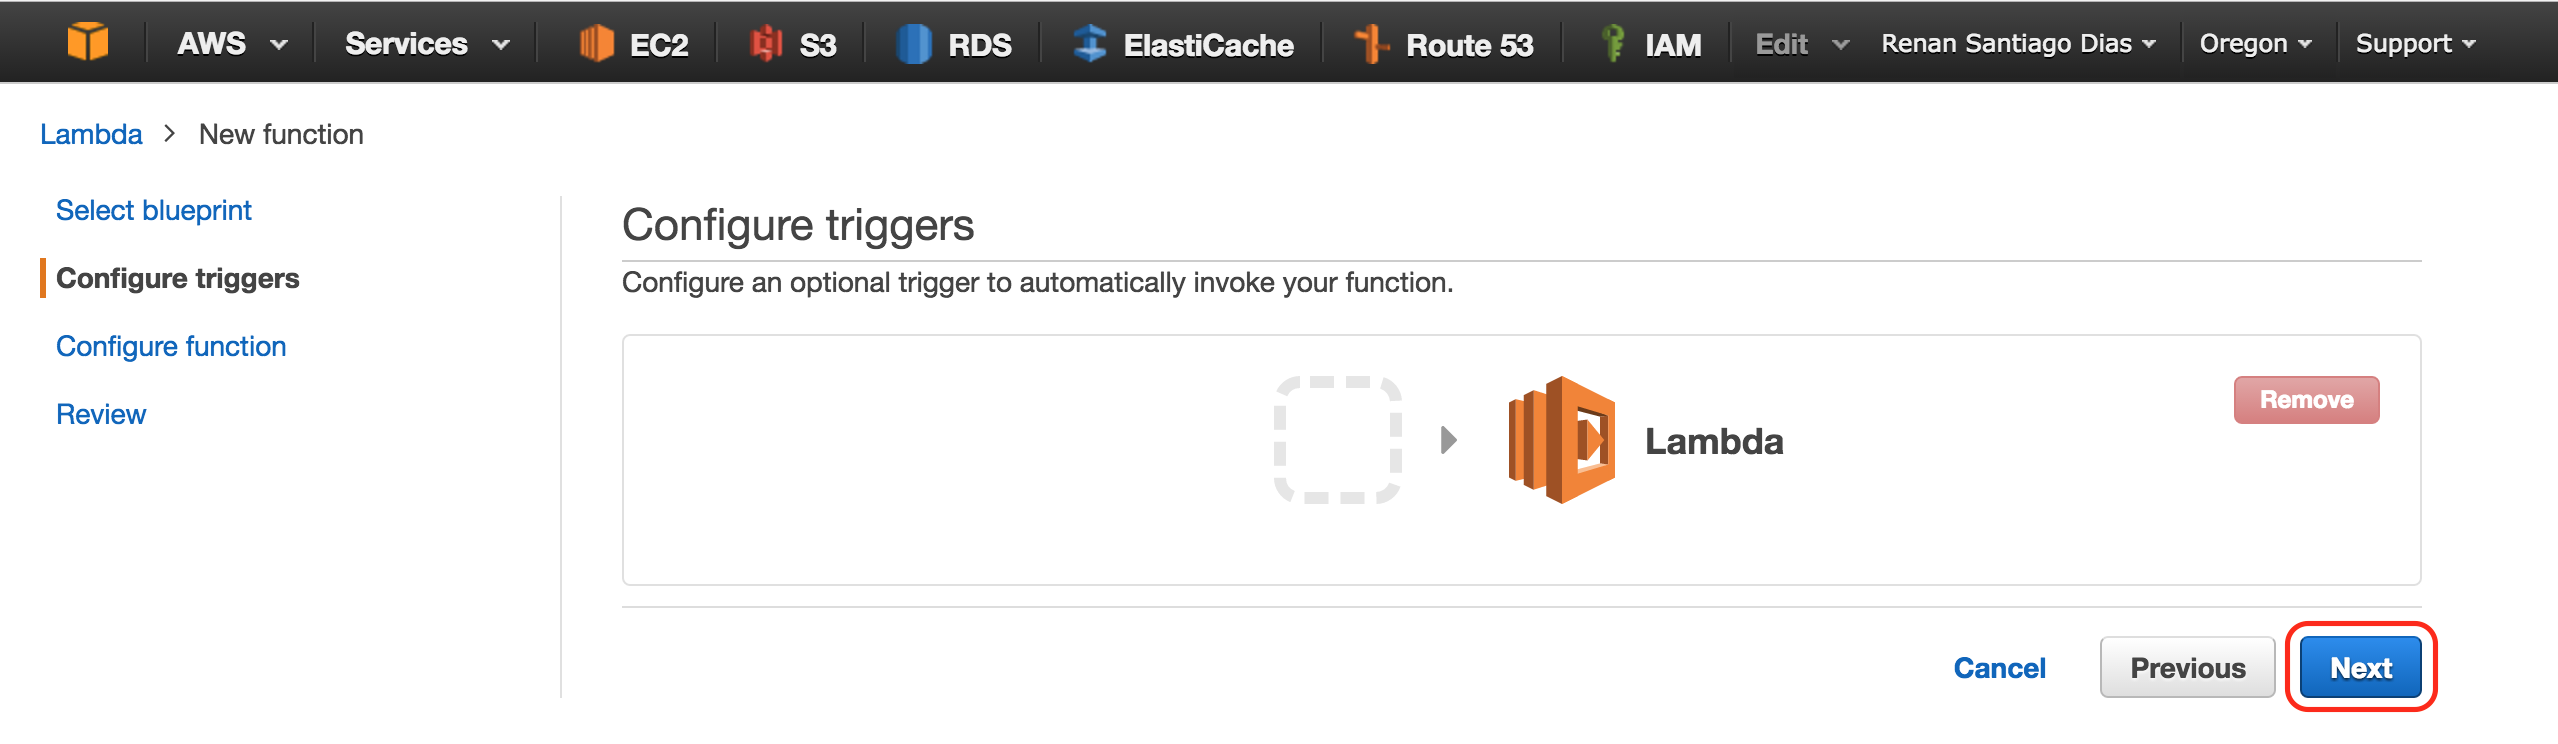 AWS Services EC2 S3 RDS ElastiCache Route 53 IAM Edit Renan Santiago Dias Oregon Support
Lambda > New function
Select blueprint
Configure triggers
Configure function
Review
Configure triggers
Configure an optional trigger to automatically invoke your function.
Lambda
Remove
Cancel Previous Next